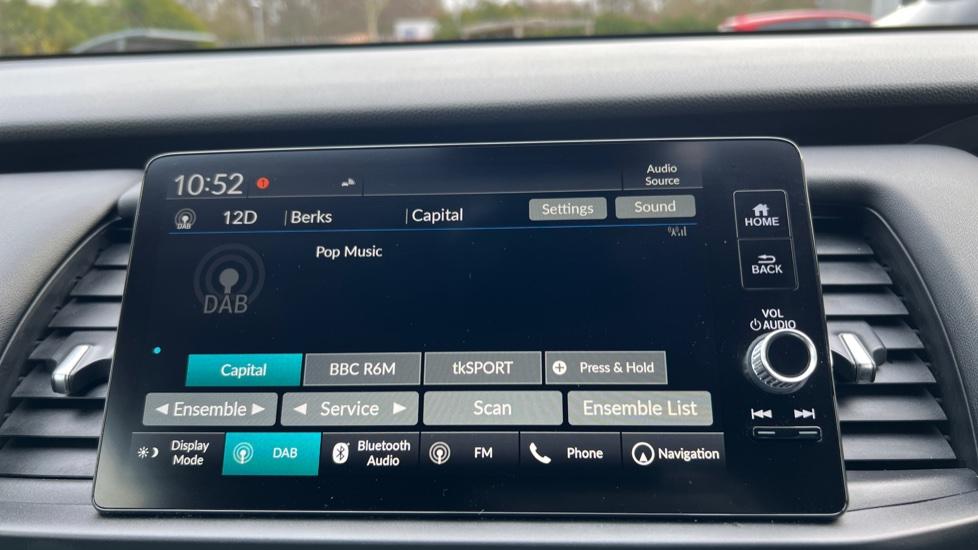 10:52
Audio
Source
DAB 12D Berks Capital Settings Sound
Pop Music
DAB
Capital BBC R6M tkSPORT Press & Hold
Ensemble Service Scan Ensemble List
Display
Mode
DAB
Bluetooth
Audio
FM
Phone
Navigation
HOME
BACK
VOL
AUDIO